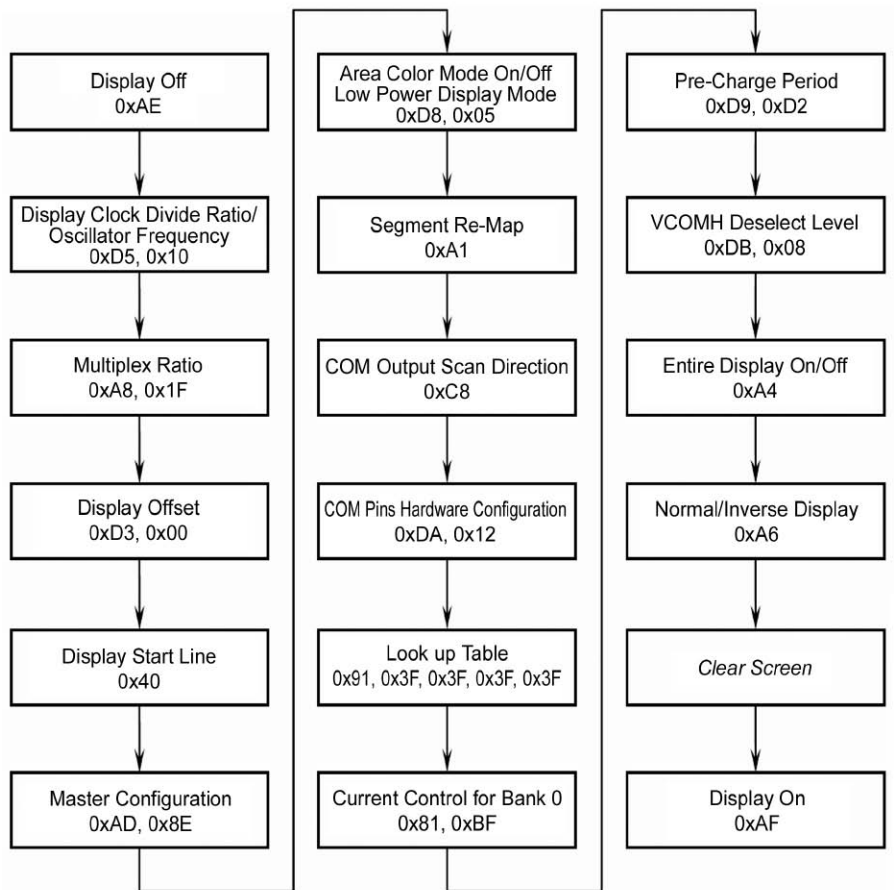 Display Off
0xAE
Display Clock Divide Ratio/
Oscillator Frequency
0xD5, 0x10
Multiplex Ratio
0xA8, 0x1F
Display Offset
0xD3, 0x00
Display Start Line
0x40
Master Configuration
0xAD, 0x8E
Area Color Mode On/Off
Low Power Display Mode
0xD8, 0x05
Segment Re-Map
0xA1
COM Output Scan Direction
0xC8
COM Pins Hardware Configuration
0xDA, 0x12
Look up Table
0x91, 0x3F, 0x3F, 0x3F, 0x3F
Current Control for Bank 0
0x81, 0xBF
Pre-Charge Period
0xD9, 0xD2
VCOMH Deselect Level
0xDB, 0x08
Entire Display On/Off
0xA4
Normal/Inverse Display
0xA6
Clear Screen
Display On
0xAF